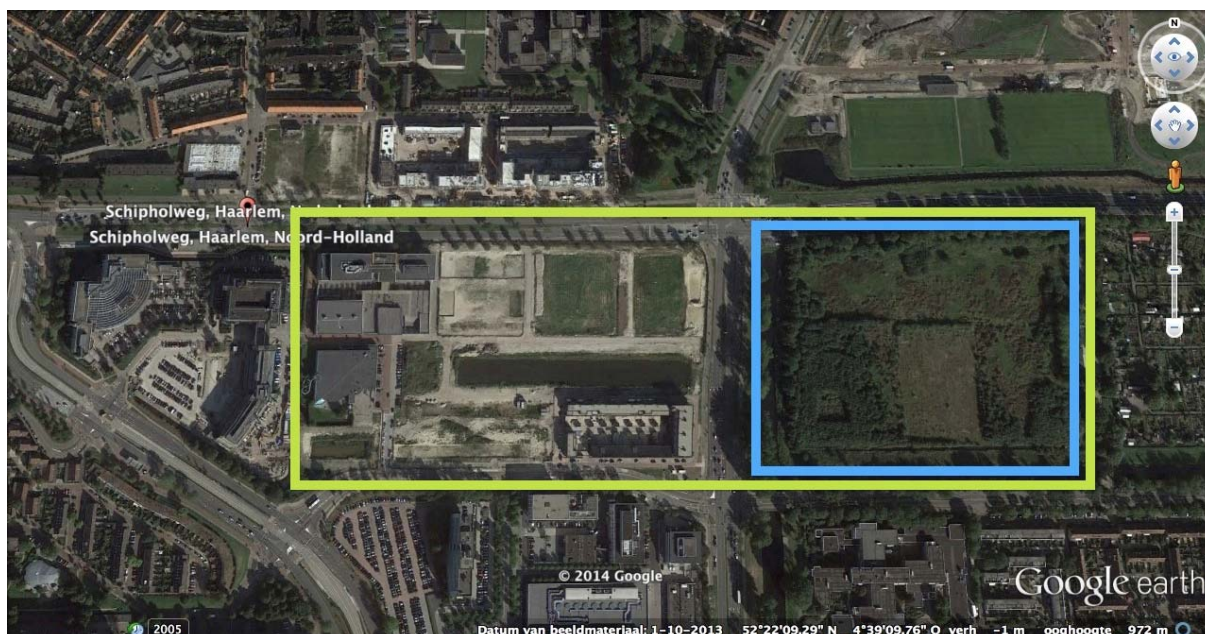 N
Schipholweg, Haarlem,
Schipholweg, Haarlem, Noord-Holland
© 2014 Google
Google earth
2005
Datum van beeldmateriaal: 1-10-2013 52°22'09.29" N 4°39'09.76" O verh -1 m ooghoogte 972 m